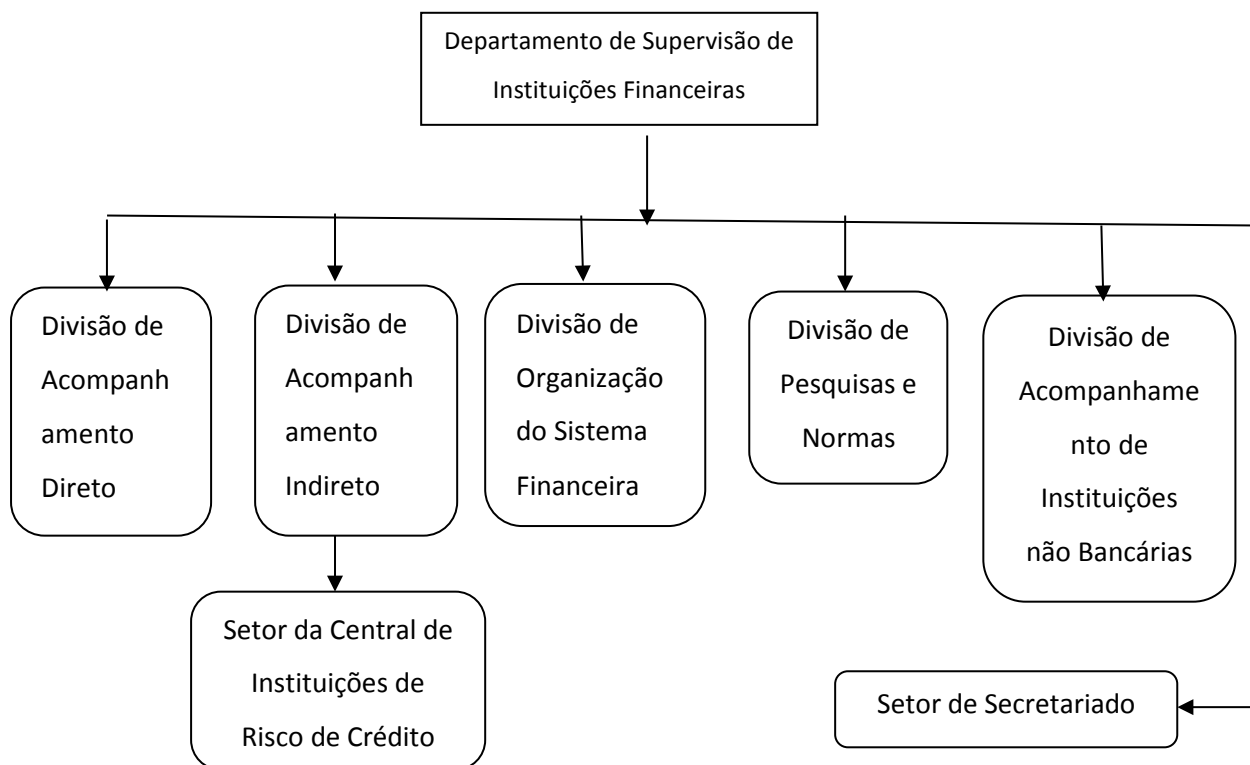 Departamento de Supervisão de
Instituições Financeiras
Divisão de
Acompanh
amento
Direto
Divisão de
Acompanh
amento
Indireto
Divisão de
Organização
do Sistema
Financeira
Divisão de
Pesquisas e
Normas
Divisão de
Acompanhame
nto de
Instituições
não Bancárias
Setor da Central de
Instituições de
Risco de Crédito
Setor de Secretariado